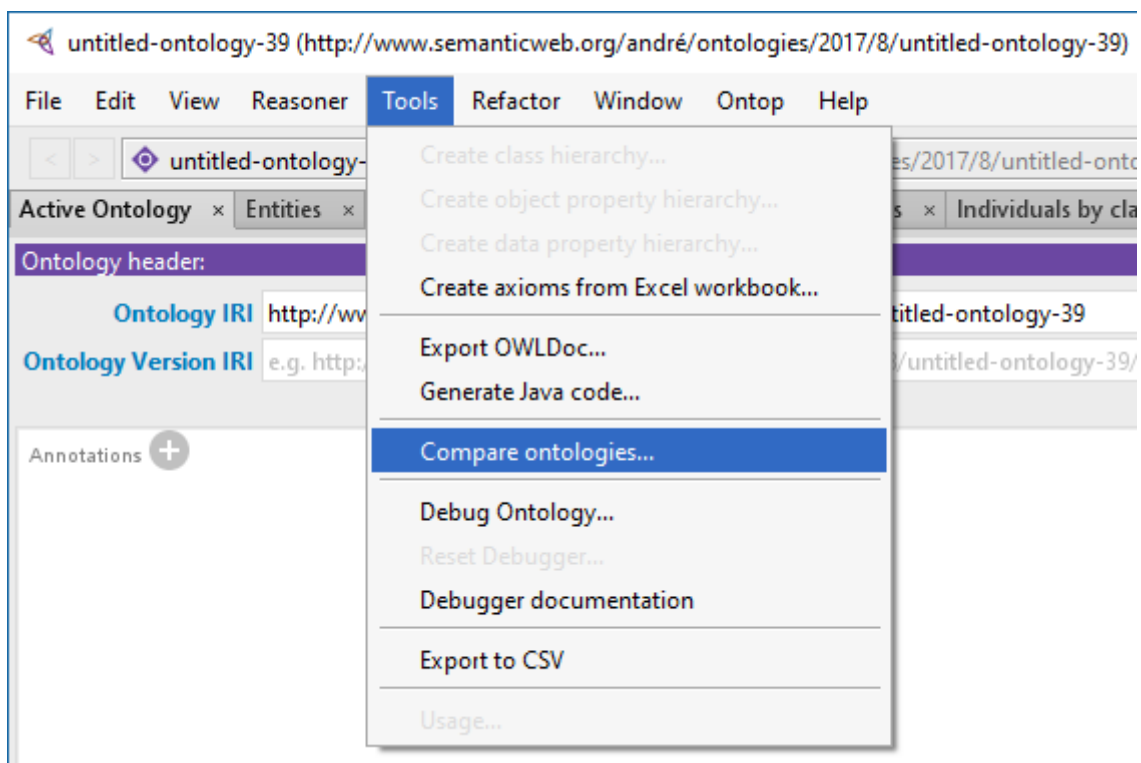 untitled-ontology-39 (http://www.semanticweb.org/andré/ontologies/2017/8/untitled-ontology-39)
File Edit View Reasoner Tools Refactor Window Ontop Help
< > untitled-ontology- es/2017/8/untitled-onto
Active Ontology × Entities × s × Individuals by cla
Ontology header:
Ontology IRI http://ww titled-ontology-39
Ontology Version IRI e.g. http:/ /untitled-ontology-39/
Annotations +
Create class hierarchy...
Create object property hierarchy...
Create data property hierarchy...
Create axioms from Excel workbook...
Export OWLDoc...
Generate Java code...
Compare ontologies...
Debug Ontology...
Reset Debugger...
Debugger documentation
Export to CSV
Usage...